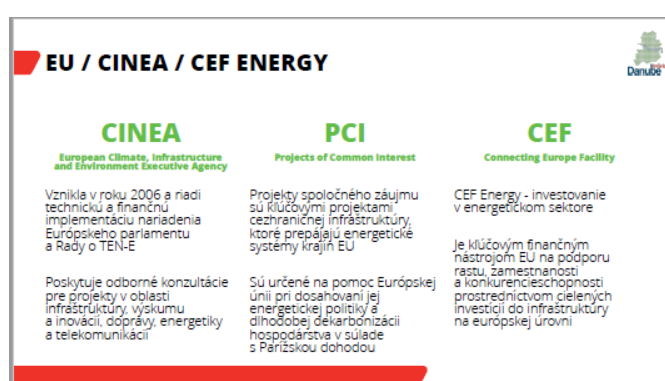 EU / CINEA / CEF ENERGY
Danube
CINEA
European Climate, Infrastructure
and Environment Executive Agency
Vznikla v roku 2006 a riadi
technickú a finančnú
implementáciu nariadenia
Európskeho parlamentu
a Rady o TEN-E
Poskytuje odborné konzultácie
pre projekty v oblasti
infraštruktúry, výskumu
a inovácií, dopravy, energetiky
a telekomunikácií
PCI
Projects of Common Interest
Projekty spoločného záujmu
sú kľúčovými projektami
cezhraničnej infraštruktúry,
ktoré prepájajú energetické
systémy krajín EÚ
Sú určené na pomoc Európskej
únii pri dosahovaní jej
energetickej politiky a
dlhodobej dekarbonizácii
hospodárstva v súlade
s Parížskou dohodou
CEF
Connecting Europe Facility
CEF Energy - investovanie
v energetickom sektore
Je kľúčovým finančným
nástrojom EÚ na podporu
rastu, zamestnanosti
a konkurencieschopnosti
prostredníctvom cielených
investícií do infraštruktúry
na európskej úrovni